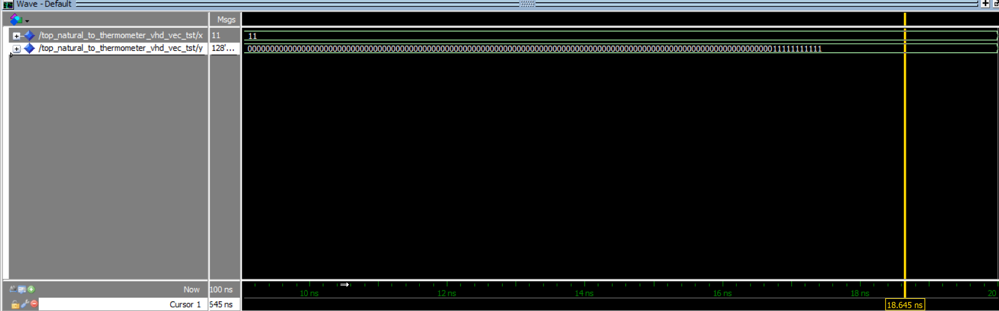 Wave - Default
Msgs
/top_natural_to_thermometer_vhd_vec_tst/x 11 11
/top_natural_to_thermometer_vhd_vec_tst/y 128'... 00000000000000000000000000000000000000000000000000000000000000000000000000000000000000000000000000000000000000000000011111111111
Now 100 ns 10 ns 12 ns 14 ns 16 ns 18 ns 20
Cursor 1 645 ns 18.645 ns